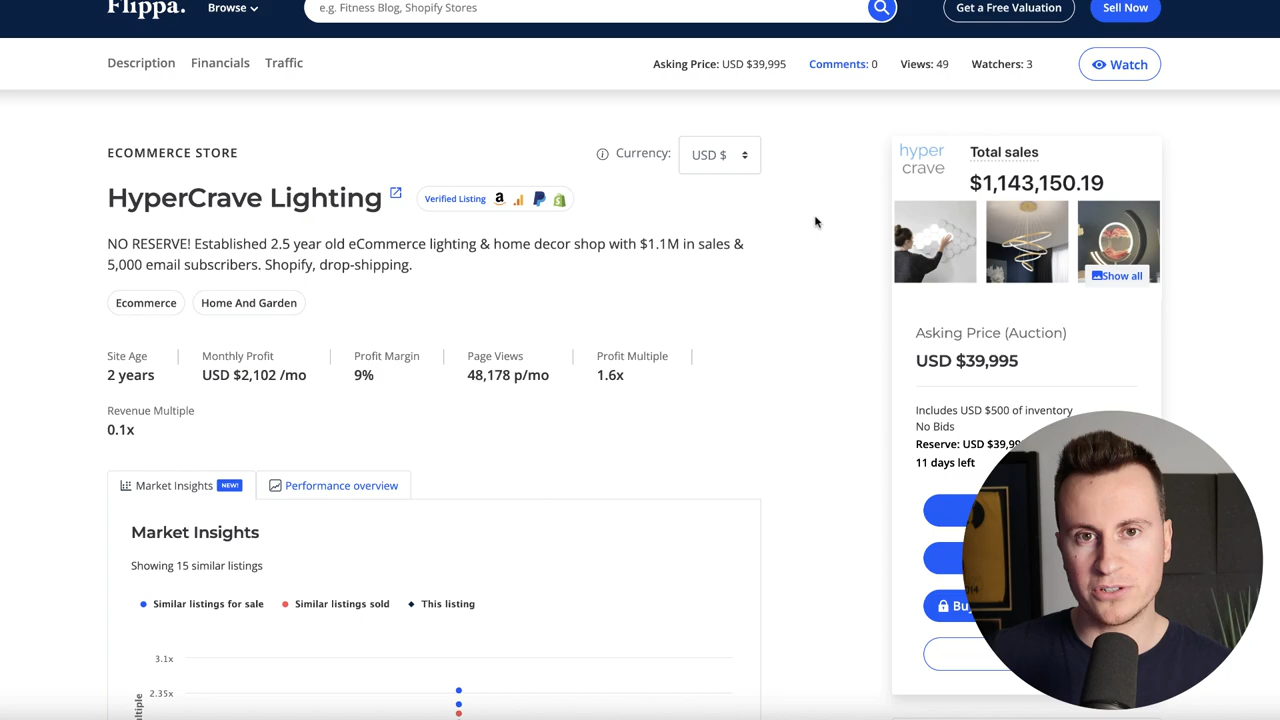 Flippa.
Browse
e.g. Fitness Blog, Shopify Stores
Get a Free Valuation
Sell Now
Description
Financials
Traffic
Asking Price: USD $39,995
Comments: 0
Views: 49
Watchers: 3
Watch
ECOMMERCE STORE
Currency:
USD $
HyperCrave Lighting
Verified Listing
NO RESERVE! Established 2.5 year old eCommerce lighting & home decor shop with $1.1M in sales &
5,000 email subscribers. Shopify, drop-shipping.
Ecommerce
Home And Garden
Site Age
2 years
Monthly Profit
USD $2,102 /mo
Profit Margin
9%
Page Views
48,178 p/mo
Profit Multiple
1.6x
Revenue Multiple
0.1x
Market Insights NEW!
Performance overview
Market Insights
Showing 15 similar listings
Similar listings for sale
Similar listings sold
This listing
3.1x
2.35x
hyper
crave
Total sales
$1,143,150.19
Show all
Asking Price (Auction)
USD $39,995
Includes USD $500 of inventory
No Bids
Reserve: USD $39,99
11 days left